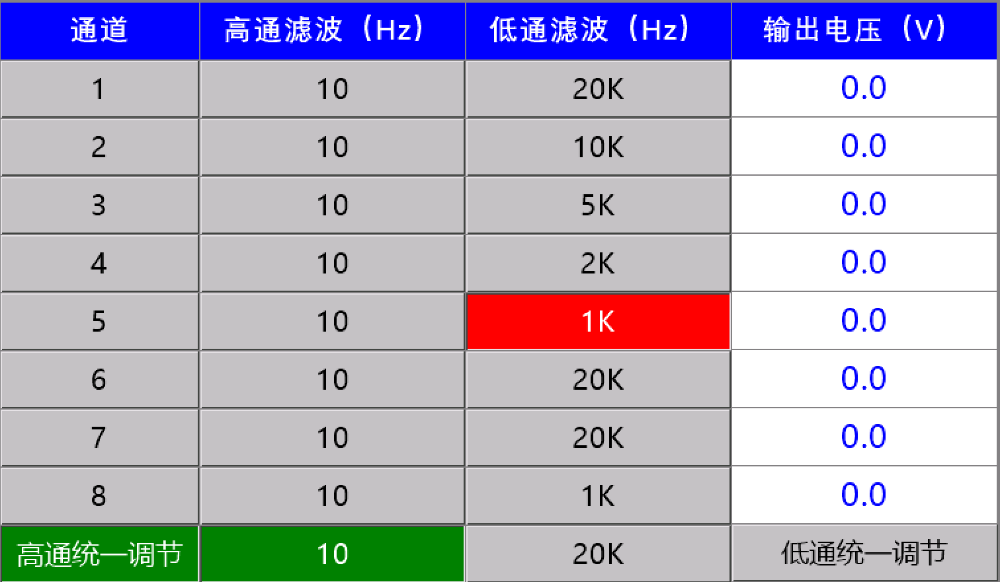 通道 高通滤波（Hz） 低通滤波（Hz） 输出电压（V）
1 10 20K 0.0
2 10 10K 0.0
3 10 5K 0.0
4 10 2K 0.0
5 10 1K 0.0
6 10 20K 0.0
7 10 20K 0.0
8 10 1K 0.0
高通统一调节 10 20K 低通统一调节